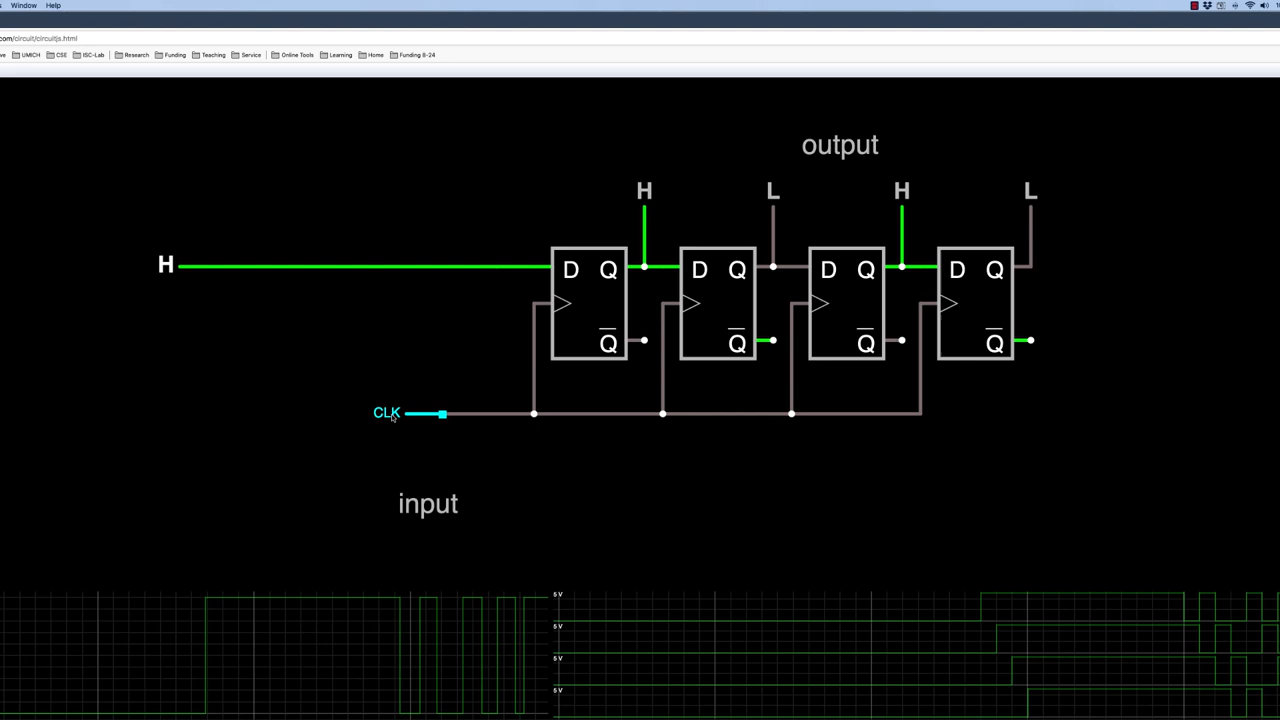 Window Help
com/circuit/circuitjs.html
UMICH CSE ISC-Lab Research Funding Teaching Service Online Tools Learning Home Funding 8-24
output
H L H L
H
D Q D Q D Q D Q
Q Q Q Q
CLK
input
5 V
5 V
5 V
5 V